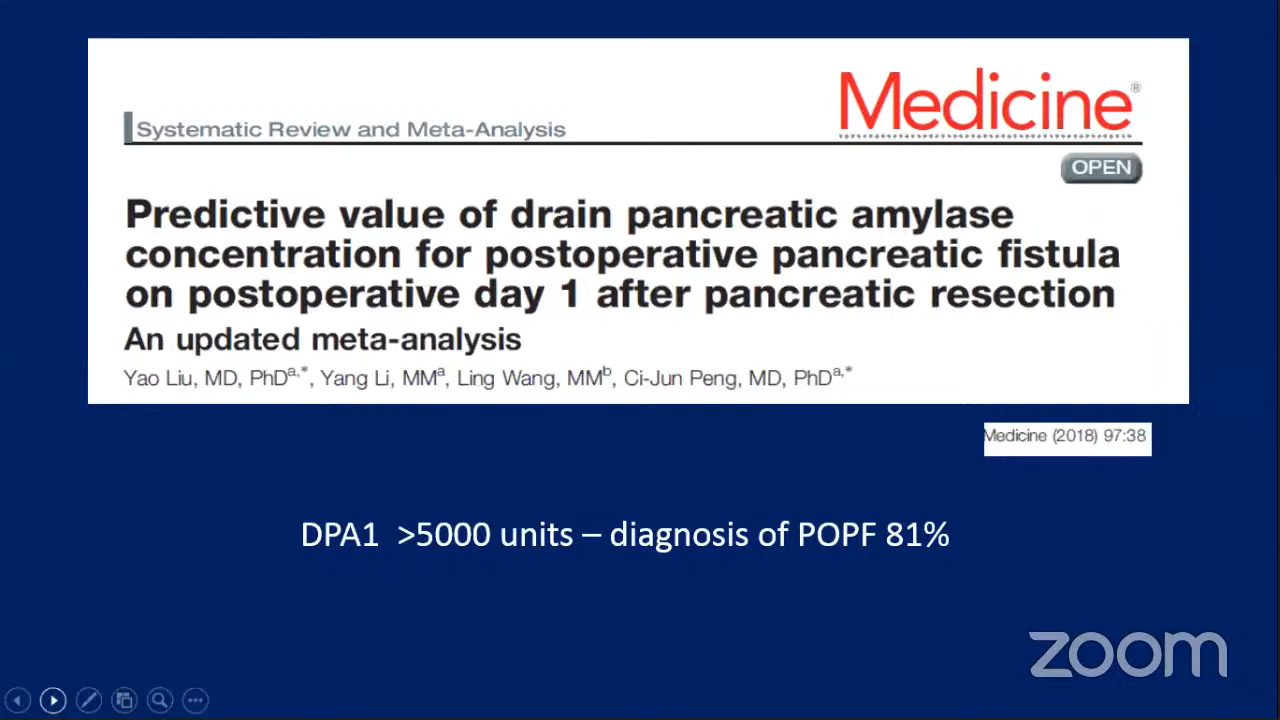 Medicine®
Systematic Review and Meta-Analysis
OPEN
Predictive value of drain pancreatic amylase
concentration for postoperative pancreatic fistula
on postoperative day 1 after pancreatic resection
An updated meta-analysis
Yao Liu, MD, PhDa,*, Yang Li, MMa, Ling Wang, MMb, Ci-Jun Peng, MD, PhDa,*
Medicine (2018) 97:38
DPA1 >5000 units – diagnosis of POPF 81%
zoom